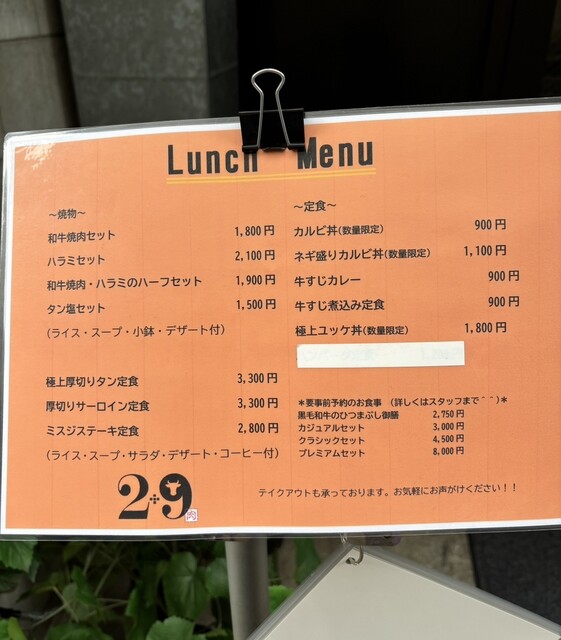 Lunch Menu
～焼物～
和牛焼肉セット 1,800円
ハラミセット 2,100円
和牛焼肉・ハラミのハーフセット 1,900円
タン塩セット 1,500円
(ライス・スープ・小鉢・デザート付)
極上厚切りタン定食 3,300円
厚切りサーロイン定食 3,300円
ミスジステーキ定食 2,800円
(ライス・スープ・サラダ・デザート・コーヒー付)
～定食～
カルビ丼(数量限定) 900円
ネギ盛りカルビ丼(数量限定) 1,100円
牛すじカレー 900円
牛すじ煮込み定食 900円
極上ユッケ丼(数量限定) 1,800円
＊要事前予約のお食事 (詳しくはスタッフまで＾＾)＊
黒毛和牛のひつまぶし御膳 2,750円
カジュアルセット 3,000円
クラシックセット 4,500円
プレミアムセット 8,000円
2+9
肉
テイクアウトも承っております。お気軽にお声がけください！！